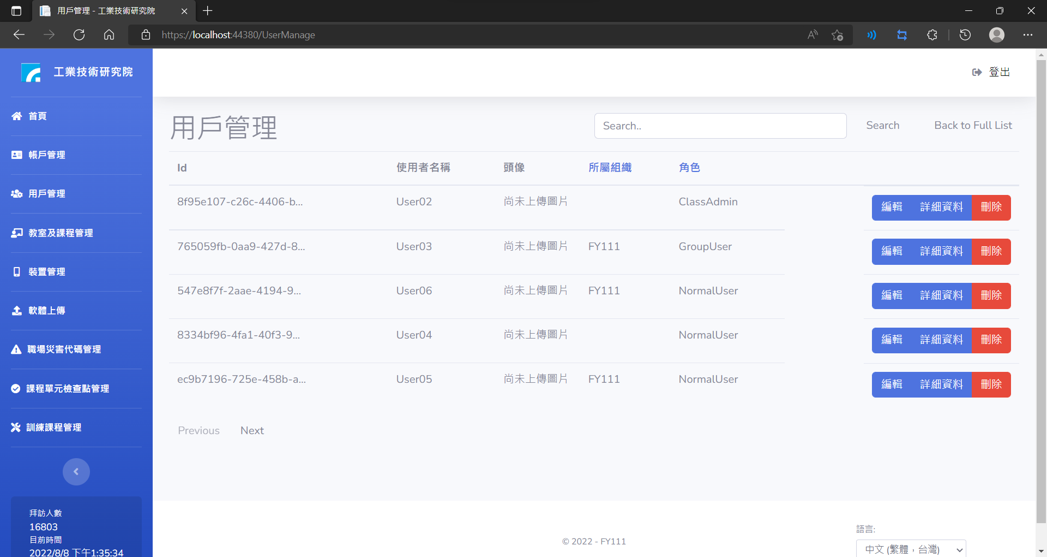 用戶管理 - 工業技術研究院
https://localhost:44380/UserManage
工業技術研究院
登出
首頁
帳戶管理
用戶管理
教室及課程管理
裝置管理
軟體上傳
職場災害代碼管理
課程單元檢查點管理
訓練課程管理
拜訪人數
16803
目前時間
2022/8/8 下午1:35:34
用戶管理
Search..
Search
Back to Full List
Id 使用者名稱 頭像 所屬組織 角色
8f95e107-c26c-4406-b... User02 尚未上傳圖片 ClassAdmin 編輯 詳細資料 刪除
765059fb-0aa9-427d-8... User03 尚未上傳圖片 FY111 GroupUser 編輯 詳細資料 刪除
547e8f7f-2aae-4194-9... User06 尚未上傳圖片 FY111 NormalUser 編輯 詳細資料 刪除
8334bf96-4fa1-40f3-9... User04 尚未上傳圖片 NormalUser 編輯 詳細資料 刪除
ec9b7196-725e-458b-a... User05 尚未上傳圖片 FY111 NormalUser 編輯 詳細資料 刪除
Previous Next
© 2022 - FY111
語言:
中文 (繁體，台灣)